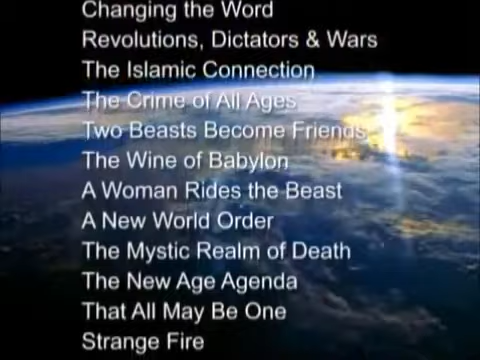 Changing the Word
Revolutions, Dictators & Wars
The Islamic Connection
The Crime of All Ages
Two Beasts Become Friends
The Wine of Babylon
A Woman Rides the Beast
A New World Order
The Mystic Realm of Death
The New Age Agenda
That All May Be One
Strange Fire